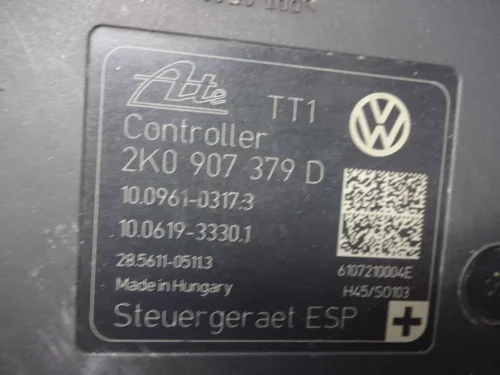 Ate TT1
Controller
2K0 907 379 D
10.0961-0317.3
10.0619-3330.1
28.5611-0511.3
6107210004E
Made in Hungary
H45/SO103
Steuergeraet ESP